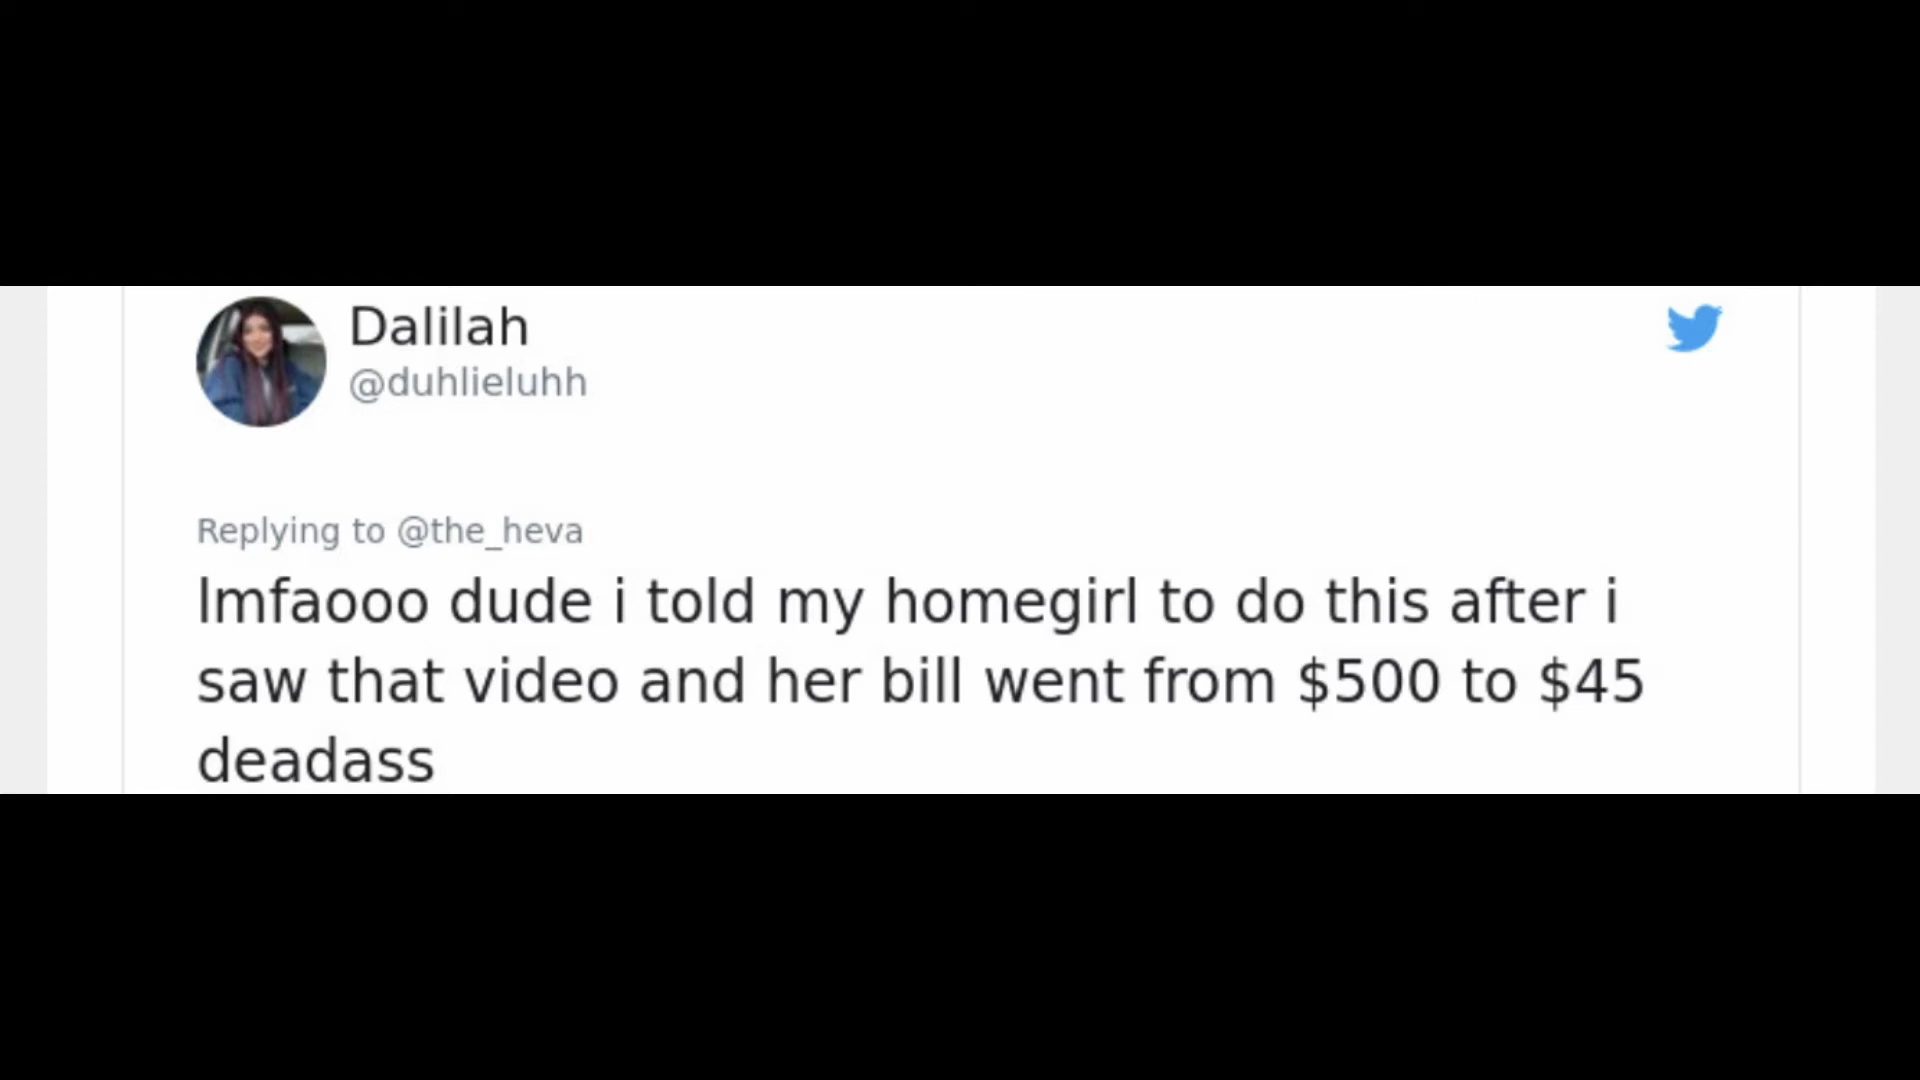 Dalilah
@duhlieluhh
Replying to @the_heva
lmfaooo dude i told my homegirl to do this after i
saw that video and her bill went from $500 to $45
deadass